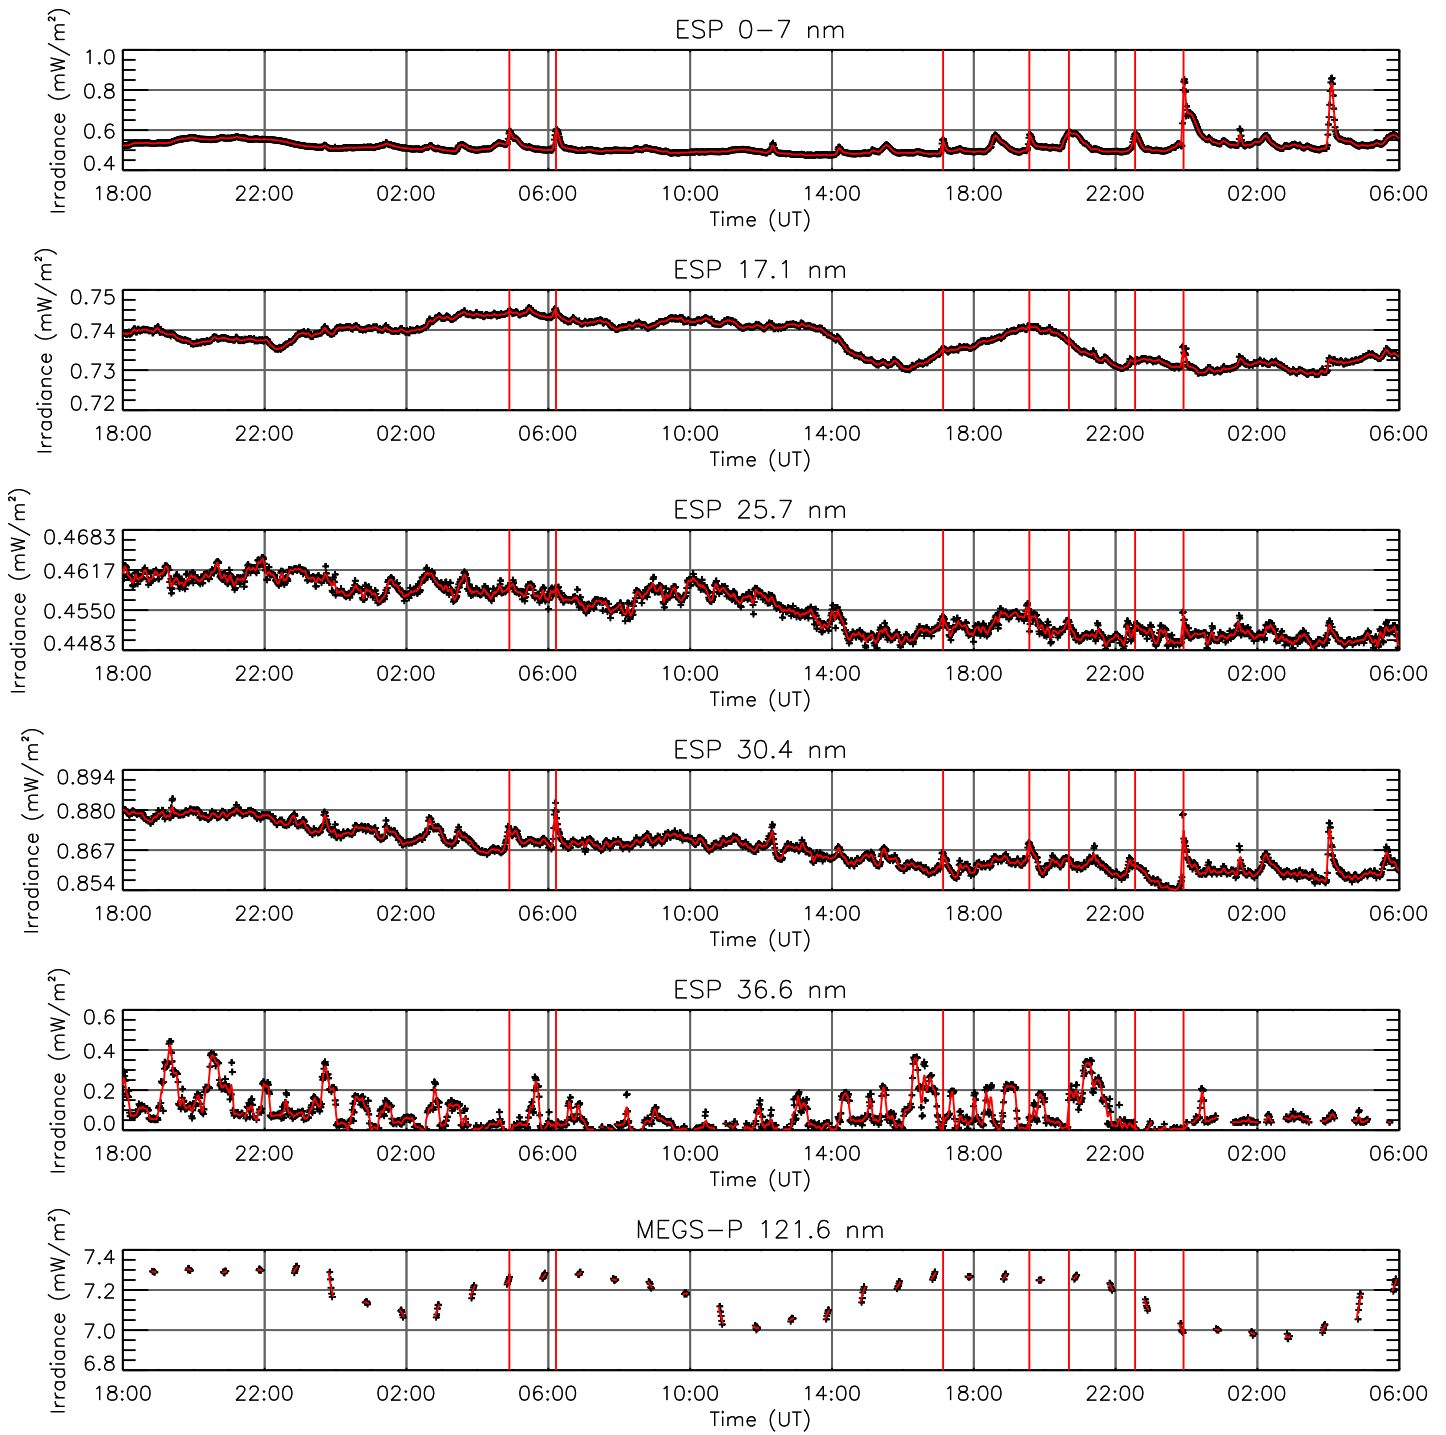 ESP 0-7 nm
Irradiance (mW/m²)
1.0
0.8
0.6
0.4
18:00 22:00 02:00 06:00 10:00 14:00 18:00 22:00 02:00 06:00
Time (UT)
ESP 17.1 nm
Irradiance (mW/m²)
0.75
0.74
0.73
0.72
18:00 22:00 02:00 06:00 10:00 14:00 18:00 22:00 02:00 06:00
Time (UT)
ESP 25.7 nm
Irradiance (mW/m²)
0.4683
0.4617
0.4550
0.4483
18:00 22:00 02:00 06:00 10:00 14:00 18:00 22:00 02:00 06:00
Time (UT)
ESP 30.4 nm
Irradiance (mW/m²)
0.894
0.880
0.867
0.854
18:00 22:00 02:00 06:00 10:00 14:00 18:00 22:00 02:00 06:00
Time (UT)
ESP 36.6 nm
Irradiance (mW/m²)
0.6
0.4
0.2
0.0
18:00 22:00 02:00 06:00 10:00 14:00 18:00 22:00 02:00 06:00
Time (UT)
MEGS-P 121.6 nm
Irradiance (mW/m²)
7.4
7.2
7.0
6.8
18:00 22:00 02:00 06:00 10:00 14:00 18:00 22:00 02:00 06:00
Time (UT)